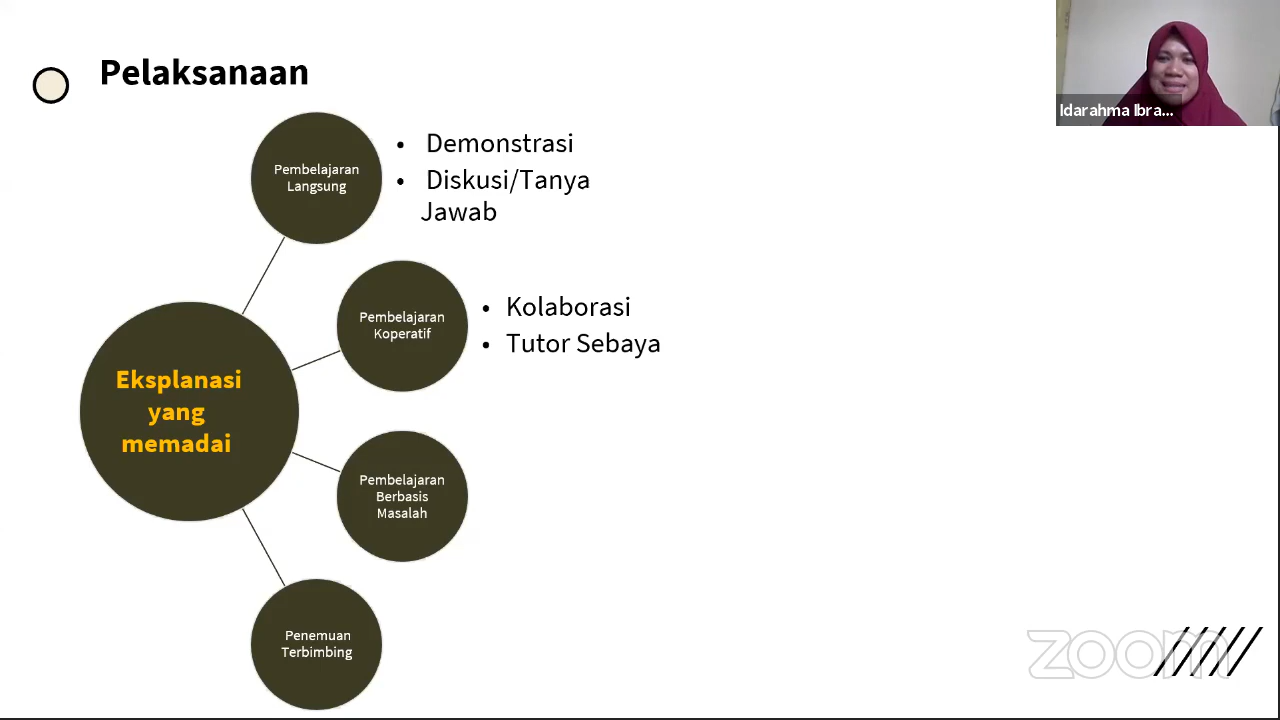 Pelaksanaan
Idarahma Ibra...
Pembelajaran
Langsung
• Demonstrasi
• Diskusi/Tanya
Jawab
Pembelajaran
Koperatif
• Kolaborasi
• Tutor Sebaya
Eksplanasi
yang
memadai
Pembelajaran
Berbasis
Masalah
Penemuan
Terbimbing
zoom